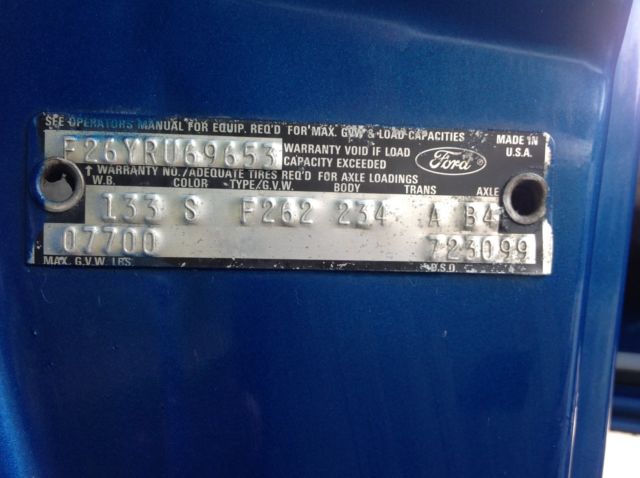 SEE OPERATORS MANUAL FOR EQUIP. REQ'D FOR MAX. GVW & LOAD CAPACITIES
F26YRU69653 WARRANTY VOID IF LOAD CAPACITY EXCEEDED Ford MADE IN U.S.A.
↑ WARRANTY NO./ADEQUATE TIRES REQ'D FOR AXLE LOADINGS
W.B. COLOR TYPE/G.V.W. BODY TRANS AXLE
133 S F262 234 A B4
07700 723099
MAX. G.V.W. LBS. D.S.O.